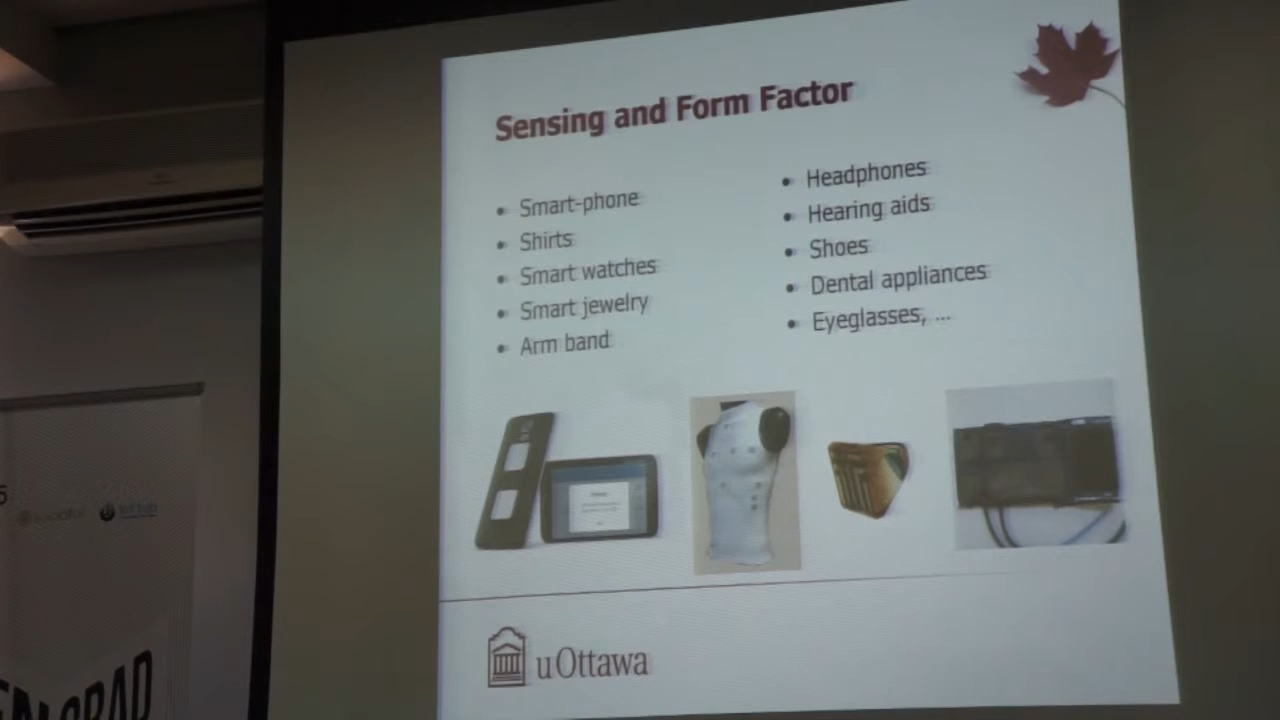 Sensing and Form Factor
Smart-phone
Shirts
Smart watches
Smart jewelry
Arm band
Headphones
Hearing aids
Shoes
Dental appliances
Eyeglasses, ...
uOttawa
5